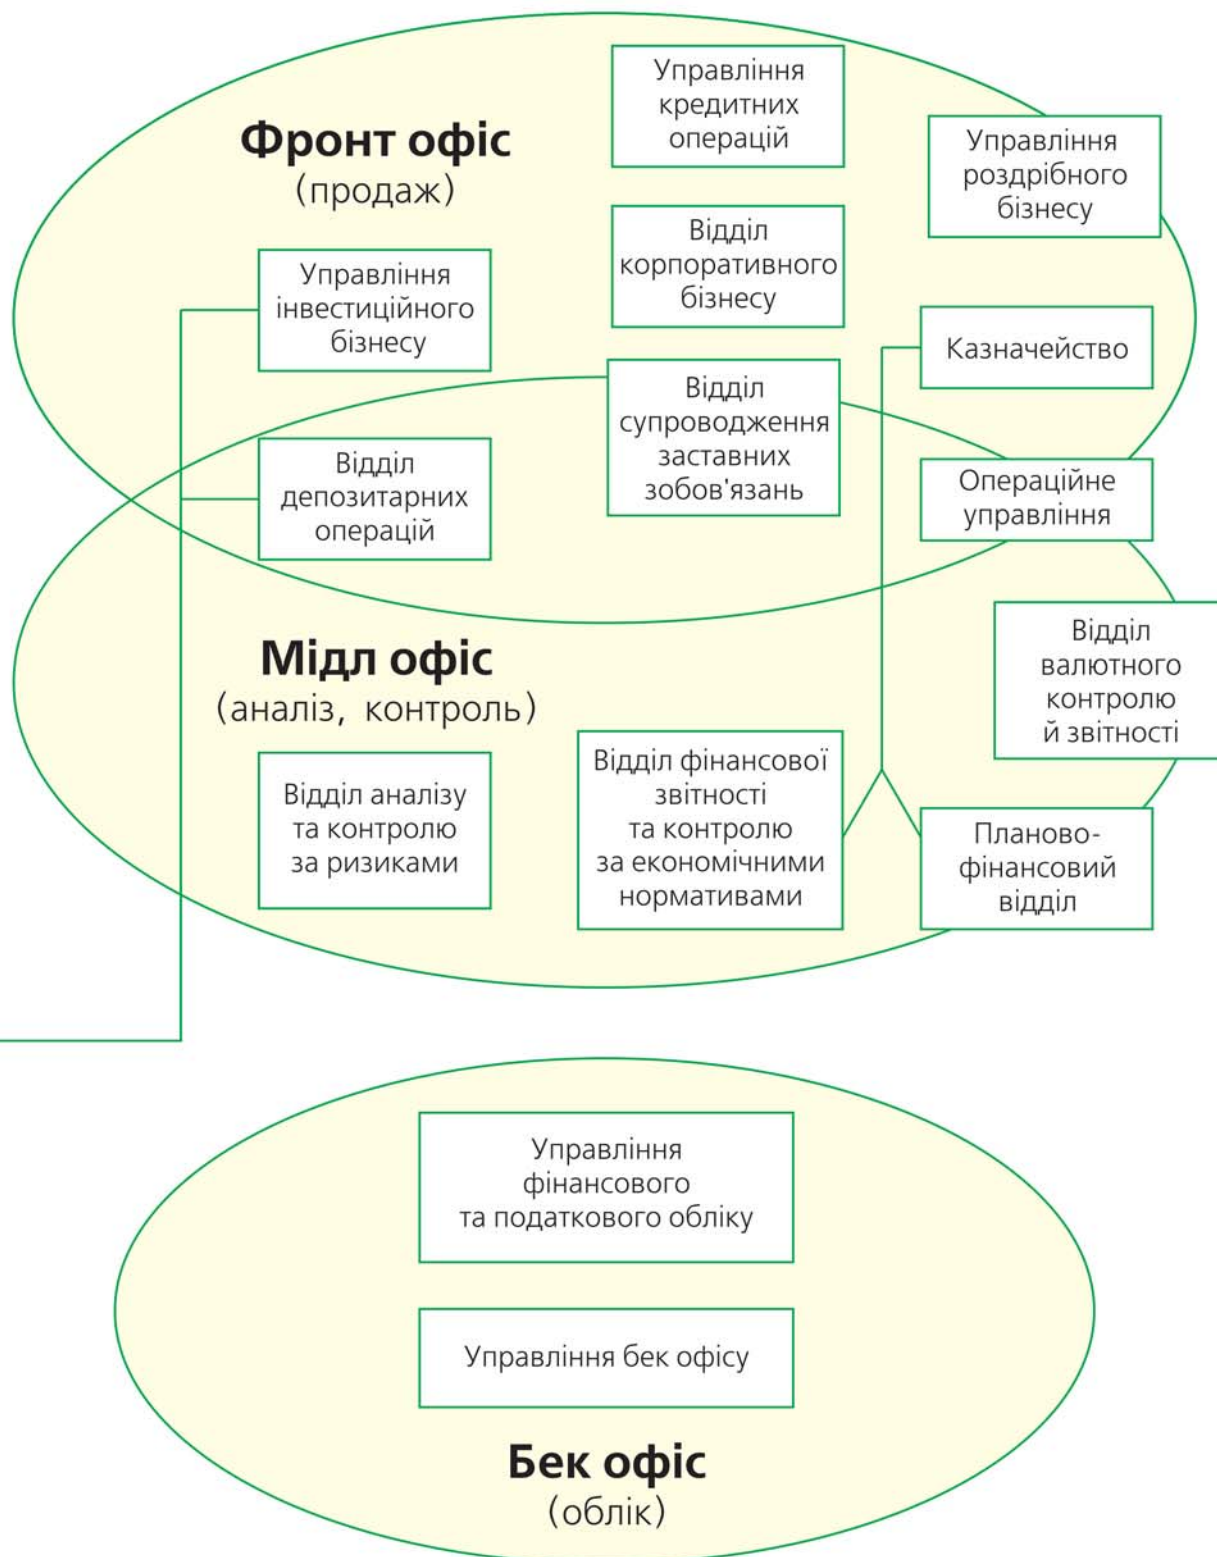 Фронт офіс
(продаж)
Управління
кредитних
операцій
Управління
роздрібного
бізнесу
Відділ
корпоративного
бізнесу
Управління
інвестиційного
бізнесу
Казначейство
Відділ
супроводження
заставних
зобов'язань
Відділ
депозитарних
операцій
Операційне
управління
Мідл офіс
(аналіз, контроль)
Відділ
валютного
контролю
й звітності
Відділ аналізу
та контролю
за ризиками
Відділ фінансової
звітності
та контролю
за економічними
нормативами
Планово-
фінансовий
відділ
Управління
фінансового
та податкового обліку
Управління бек офісу
Бек офіс
(облік)